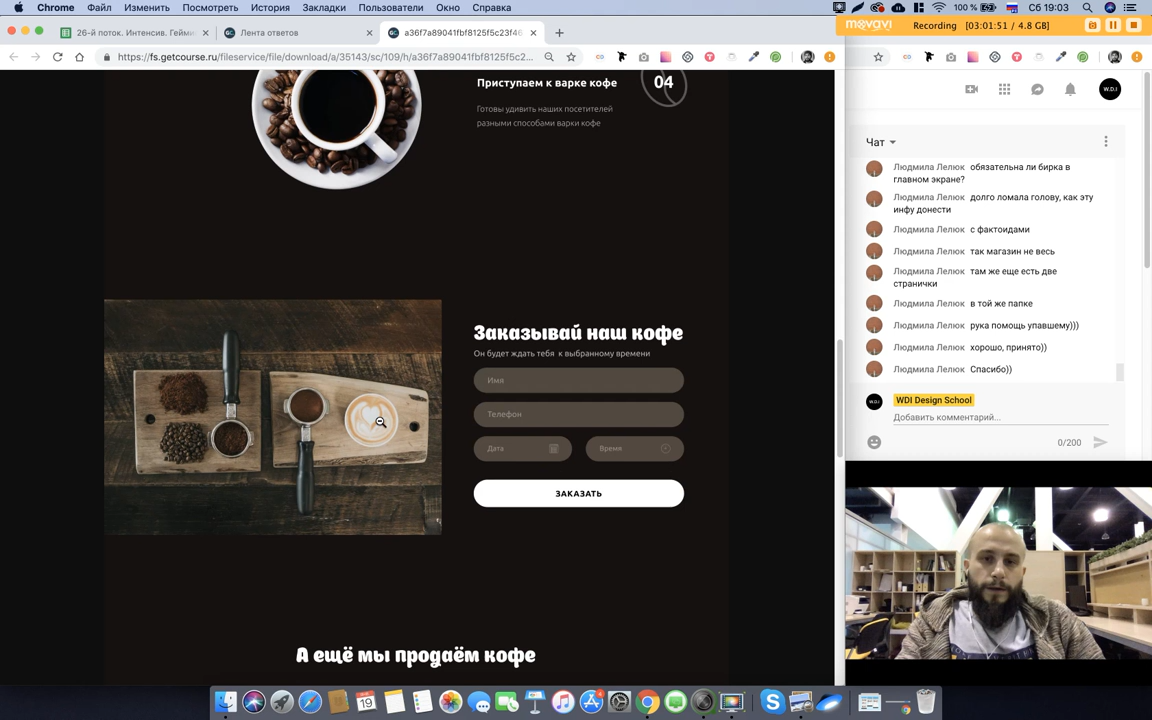 Chrome Файл Изменить Посмотреть История Закладки Пользователи Окно Справка
100 % Сб 19:03
movavi Recording [03:01:51 / 4.8 GB]
26-й поток. Интенсив. Гейми
Лента ответов
a36f7a89041fbf8125f5c23f46
https://fs.getcourse.ru/fileservice/file/download/a/35143/sc/109/h/a36f7a89041fbf8125f5c2...
Приступаем к варке кофе
04
Готовы удивить наших посетителей
разными способами варки кофе
Заказывай наш кофе
Он будет ждать тебя к выбранному времени
Имя
Телефон
Дата
Время
ЗАКАЗАТЬ
А ещё мы продаём кофе
W.D.I
Чат
Людмила Лелюк обязательна ли бирка в
главном экране?
Людмила Лелюк долго ломала голову, как эту
инфу донести
Людмила Лелюк с фактоидами
Людмила Лелюк так магазин не весь
Людмила Лелюк там же еще есть две
странички
Людмила Лелюк в той же папке
Людмила Лелюк рука помощь упавшему)))
Людмила Лелюк хорошо, принято))
Людмила Лелюк Спасибо))
W.D.I
WDI Design School
Добавить комментарий...
0/200
19